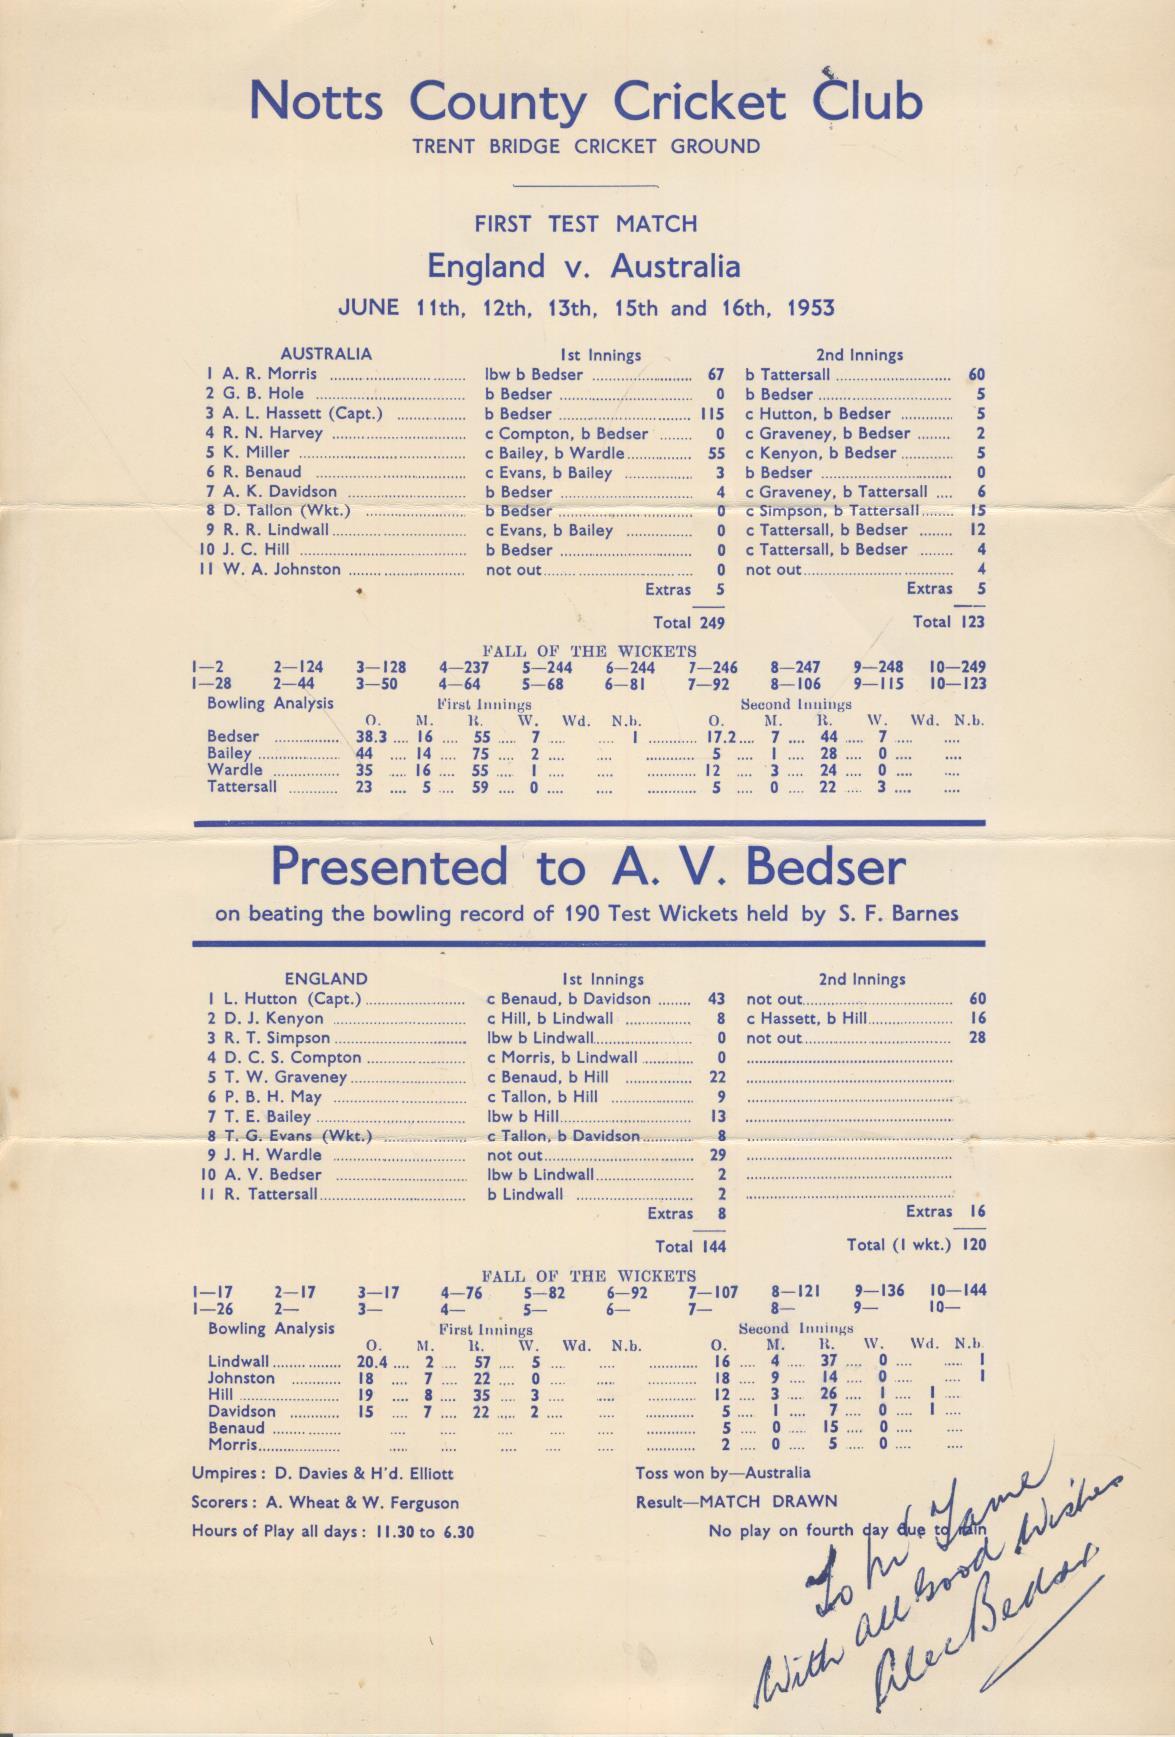 Notts County Cricket Club
TRENT BRIDGE CRICKET GROUND
FIRST TEST MATCH
England v. Australia
JUNE 11th, 12th, 13th, 15th and 16th, 1953
AUSTRALIA 1st Innings 2nd Innings
1 A. R. Morris lbw b Bedser 67 b Tattersall 60
2 G. B. Hole b Bedser 0 b Bedser 5
3 A. L. Hassett (Capt.) b Bedser 115 c Hutton, b Bedser 5
4 R. N. Harvey c Compton, b Bedser 0 c Graveney, b Bedser 2
5 K. Miller c Bailey, b Wardle 55 c Kenyon, b Bedser 5
6 R. Benaud c Evans, b Bailey 3 b Bedser 0
7 A. K. Davidson b Bedser 4 c Graveney, b Tattersall 6
8 D. Tallon (Wkt.) b Bedser 0 c Simpson, b Tattersall 15
9 R. R. Lindwall c Evans, b Bailey 0 c Tattersall, b Bedser 12
10 J. C. Hill b Bedser 0 c Tattersall, b Bedser 4
11 W. A. Johnston not out 0 not out 4
Extras 5 Extras 5
Total 249 Total 123
FALL OF THE WICKETS
1—2 2—124 3—128 4—237 5—244 6—244 7—246 8—247 9—248 10—249
1—28 2—44 3—50 4—64 5—68 6—81 7—92 8—106 9—115 10—123
Bowling Analysis First Innings Second Innings
O. M. R. W. Wd. N.b. O. M. R. W. Wd. N.b.
Bedser 38.3 16 55 7 1 17.2 7 44 7
Bailey 44 14 75 2 5 1 28 0
Wardle 35 16 55 1 12 3 24 0
Tattersall 23 5 59 0 5 0 22 3
Presented to A. V. Bedser
on beating the bowling record of 190 Test Wickets held by S. F. Barnes
ENGLAND 1st Innings 2nd Innings
1 L. Hutton (Capt.) c Benaud, b Davidson 43 not out 60
2 D. J. Kenyon c Hill, b Lindwall 8 c Hassett, b Hill 16
3 R. T. Simpson lbw b Lindwall 0 not out 28
4 D. C. S. Compton c Morris, b Lindwall 0
5 T. W. Graveney c Benaud, b Hill 22
6 P. B. H. May c Tallon, b Hill 9
7 T. E. Bailey lbw b Hill 13
8 T. G. Evans (Wkt.) c Tallon, b Davidson 8
9 J. H. Wardle not out 29
10 A. V. Bedser lbw b Lindwall 2
11 R. Tattersall b Lindwall 2
Extras 8 Extras 16
Total 144 Total (1 wkt.) 120
FALL OF THE WICKETS
1—17 2—17 3—17 4—76 5—82 6—92 7—107 8—121 9—136 10—144
1—26 2— 3— 4— 5— 6— 7— 8— 9— 10—
Bowling Analysis First Innings Second Innings
O. M. R. W. Wd. N.b. O. M. R. W. Wd. N.b.
Lindwall 20.4 2 57 5 16 4 37 0 1
Johnston 18 7 22 0 18 9 14 0 1
Hill 19 8 35 3 12 3 26 1 1
Davidson 15 7 22 2 5 1 7 0 1
Benaud 5 0 15 0
Morris 2 0 5 0
Umpires: D. Davies & H'd. Elliott Toss won by—Australia
Scorers: A. Wheat & W. Ferguson Result—MATCH DRAWN
Hours of Play all days: 11.30 to 6.30 No play on fourth day due to rain
To
With all Good Wishes
Alec Bedser